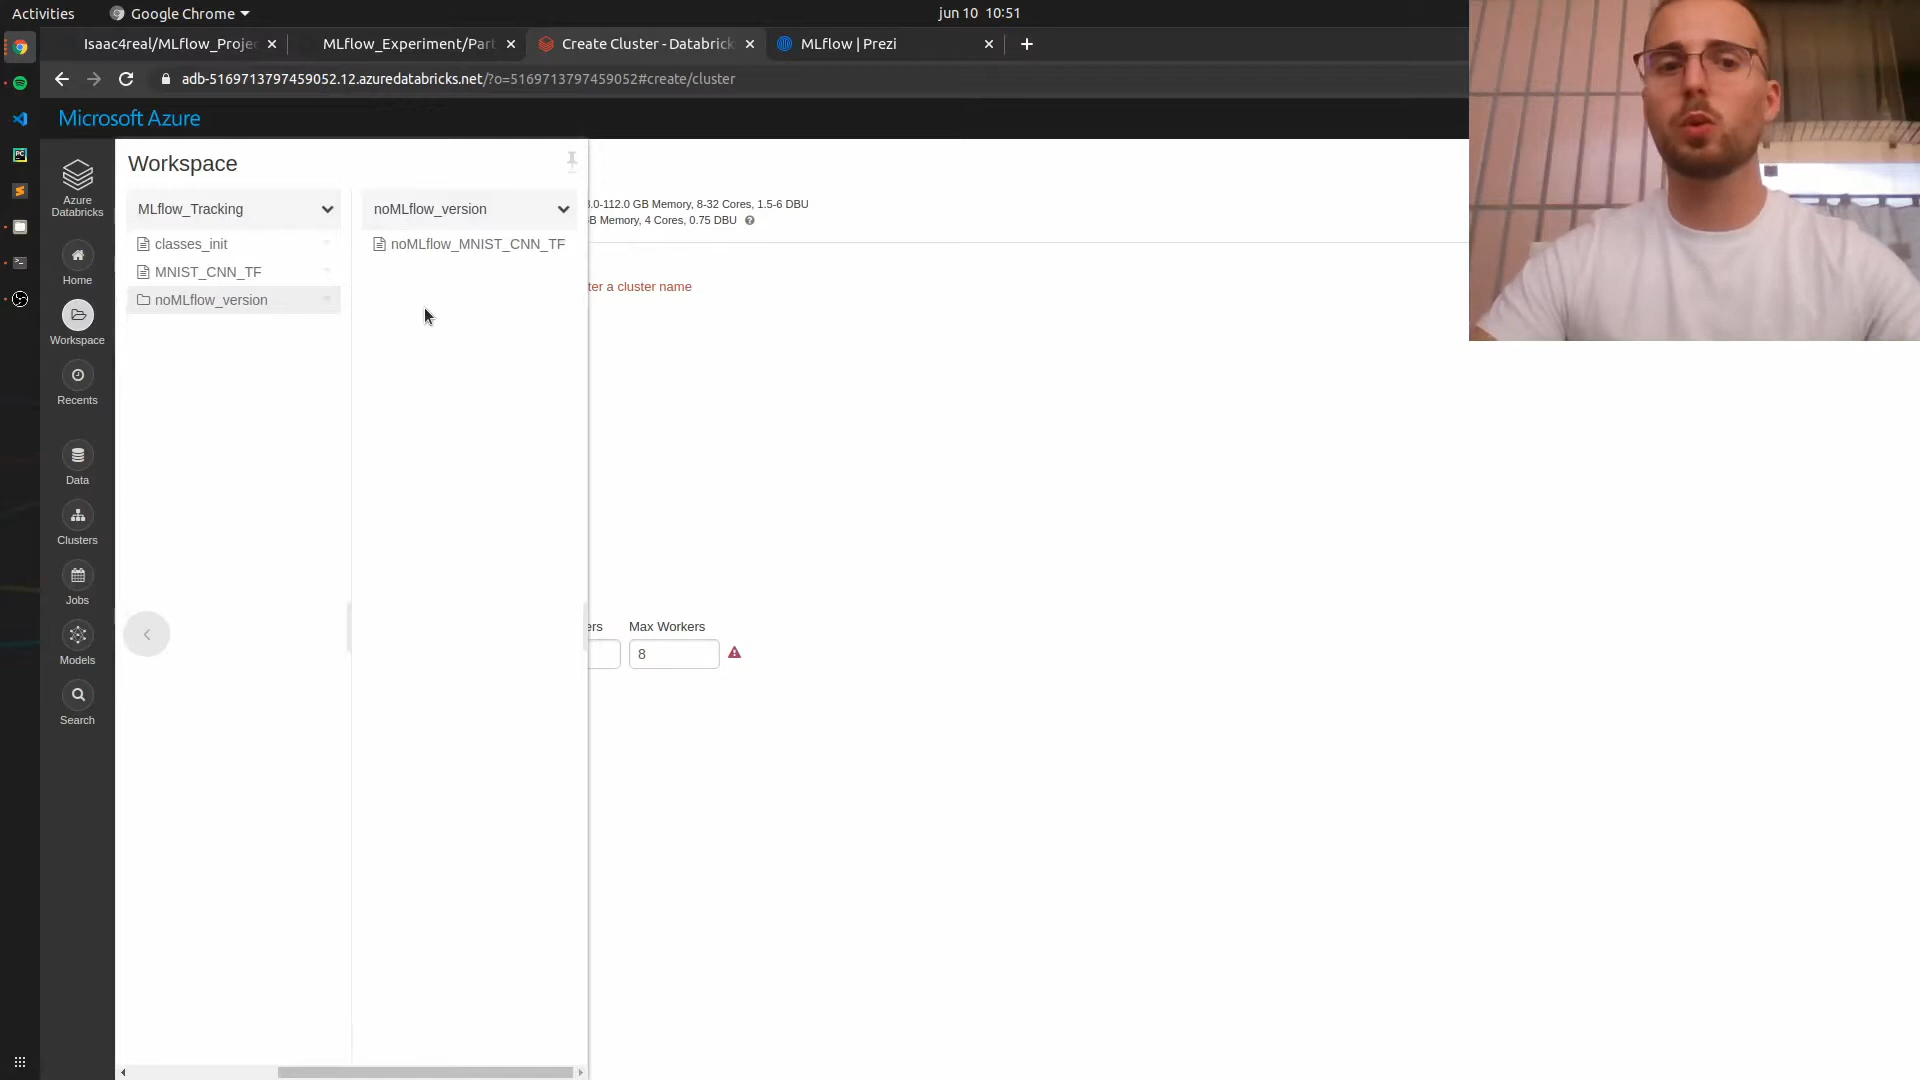 Activities
Google Chrome
jun 10 10:51
Isaac4real/MLflow_Proje
MLflow_Experiment/Part
Create Cluster - Databrick
MLflow | Prezi
adb-5169713797459052.12.azuredatabricks.net/?o=5169713797459052#create/cluster
Microsoft Azure
Azure Databricks
Home
Workspace
Recents
Data
Clusters
Jobs
Models
Search
Workspace
MLflow_Tracking
classes_init
MNIST_CNN_TF
noMLflow_version
noMLflow_version
noMLflow_MNIST_CNN_TF
.0-112.0 GB Memory, 8-32 Cores, 1.5-6 DBU
B Memory, 4 Cores, 0.75 DBU
ter a cluster name
ers
Max Workers
8